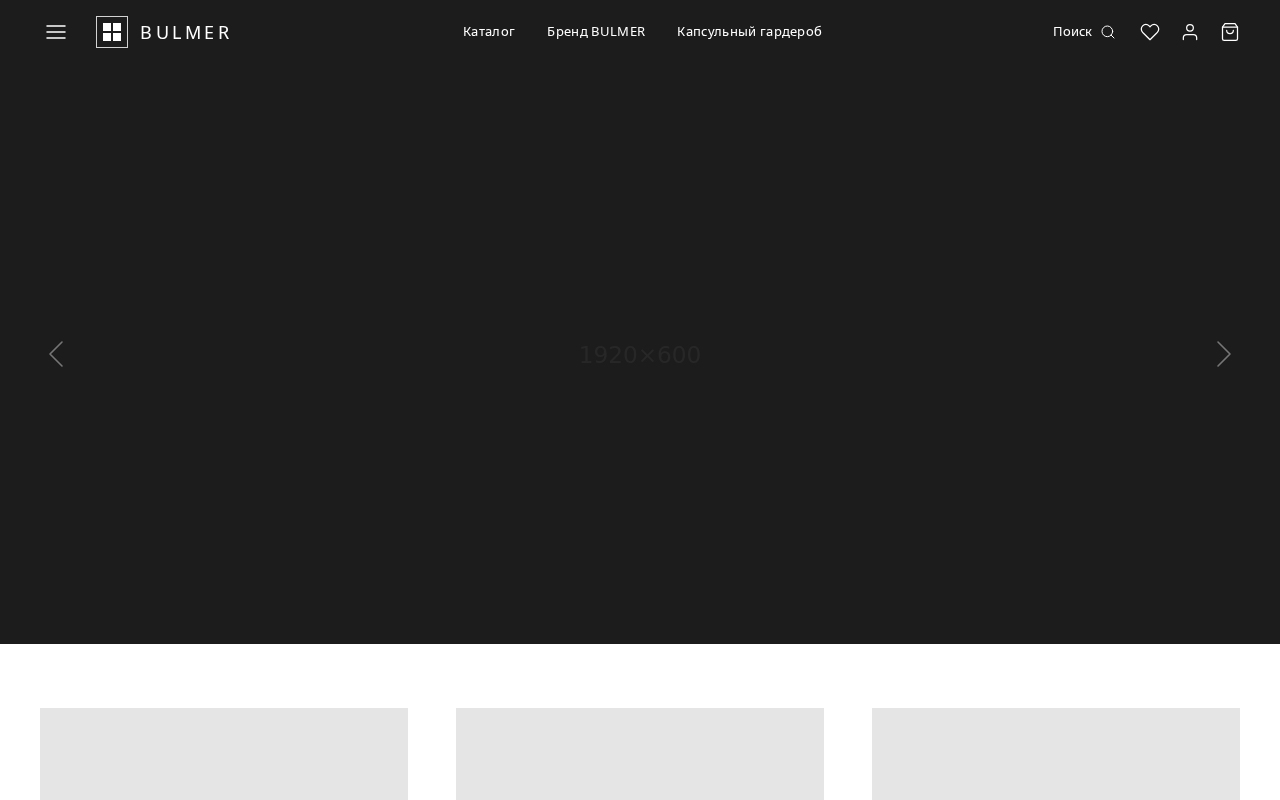 BULMER
Каталог
Бренд BULMER
Капсульный гардероб
Поиск
1920×600